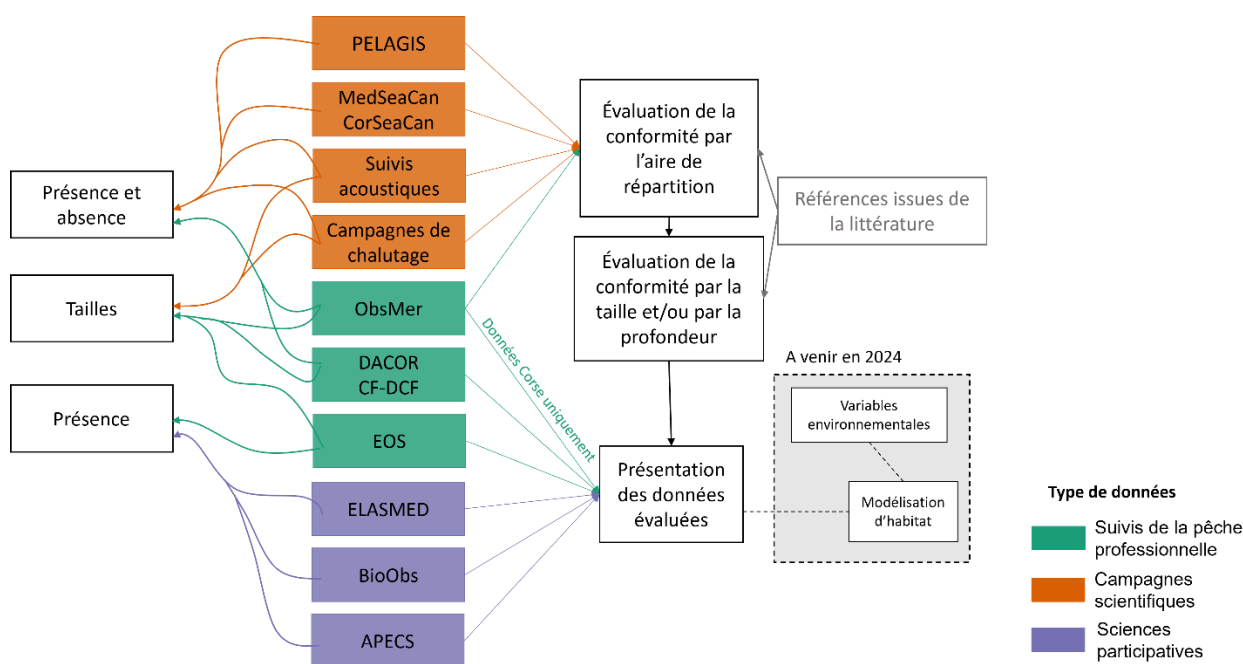 Présence et
absence
Tailles
Présence
PELAGIS
MedSeaCan
CorSeaCan
Suivis
acoustiques
Campagnes de
chalutage
ObsMer
DACOR
CF-DCF
EOS
ELASMED
BioObs
APECS
Données Corse uniquement
Évaluation de la
conformité par
l’aire de
répartition
Évaluation de la
conformité par la
taille et/ou par la
profondeur
Présentation
des données
évaluées
Références issues de
la littérature
A venir en 2024
Variables
environnementales
Modélisation
d’habitat
Type de données
Suivis de la pêche
professionnelle
Campagnes
scientifiques
Sciences
participatives